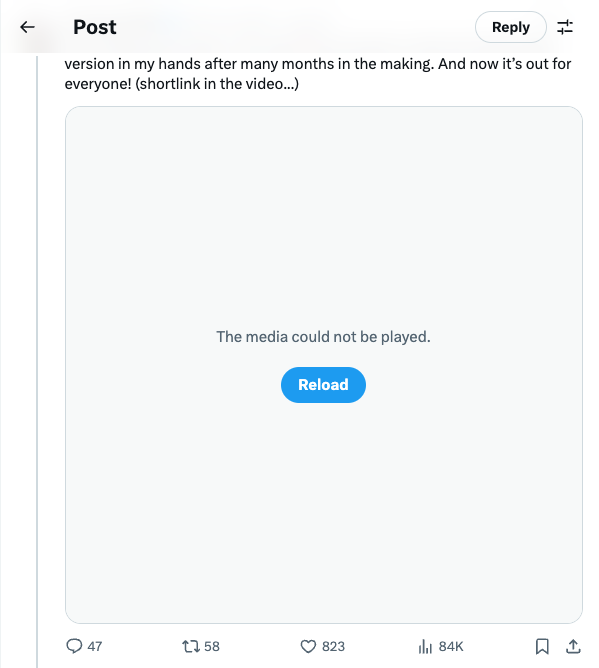 Post
Reply
version in my hands after many months in the making. And now it’s out for
everyone! (shortlink in the video...)
The media could not be played.
Reload
47 58 823 84K